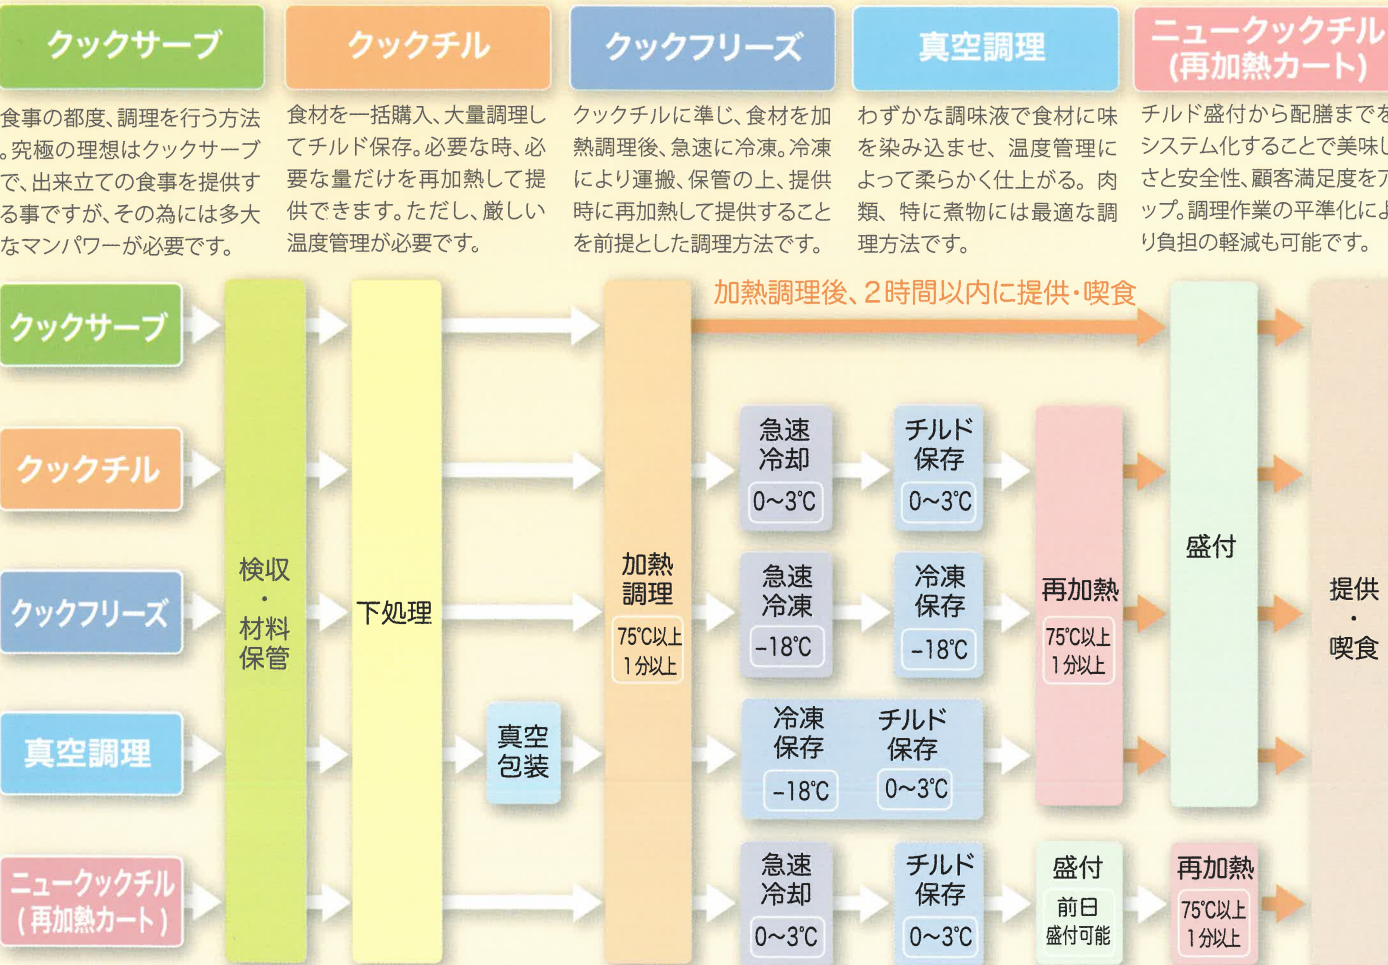 クックサーブ
クックチル
クックフリーズ
真空調理
ニュークックチル
(再加熱カート)
食事の都度、調理を行う方法
。究極の理想はクックサーブ
で、出来立ての食事を提供す
る事ですが、その為には多大
なマンパワーが必要です。
食材を一括購入、大量調理し
てチルド保存。必要な時、必
要な量だけを再加熱して提
供できます。ただし、厳しい
温度管理が必要です。
クックチルに準じ、食材を加
熱調理後、急速に冷凍。冷凍
により運搬、保管の上、提供
時に再加熱して提供すること
を前提とした調理方法です。
わずかな調味液で食材に味
を染み込ませ、温度管理に
よって柔らかく仕上がる。肉
類、特に煮物には最適な調
理方法です。
チルド盛付から配膳までを
システム化することで美味し
さと安全性、顧客満足度をア
ップ。調理作業の平準化によ
り負担の軽減も可能です。
加熱調理後、2時間以内に提供・喫食
クックサーブ
クックチル
クックフリーズ
真空調理
ニュークックチル
(再加熱カート)
検収
・
材料
保管
下処理
真空
包装
加熱
調理
75℃以上
1分以上
急速
冷却
0〜3℃
チルド
保存
0〜3℃
急速
冷凍
−18℃
冷凍
保存
−18℃
冷凍
保存
−18℃
チルド
保存
0〜3℃
再加熱
75℃以上
1分以上
盛付
急速
冷却
0〜3℃
チルド
保存
0〜3℃
盛付
前日
盛付可能
再加熱
75℃以上
1分以上
提供
・
喫食